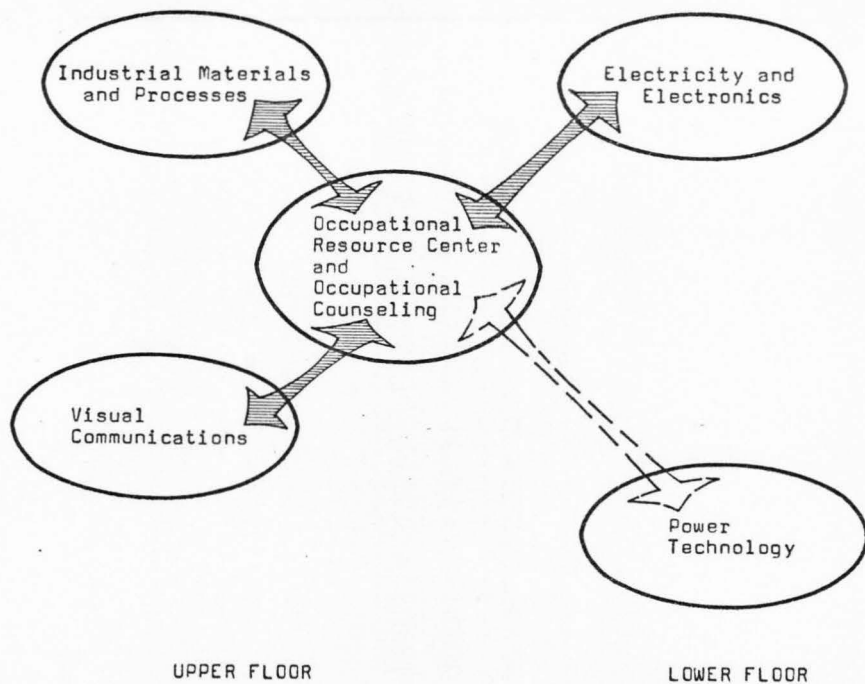 Industrial Materials
and Processes
Electricity and
Electronics
Occupational
Resource Center
and
Occupational
Counseling
Visual
Communications
Power
Technology
UPPER FLOOR
LOWER FLOOR